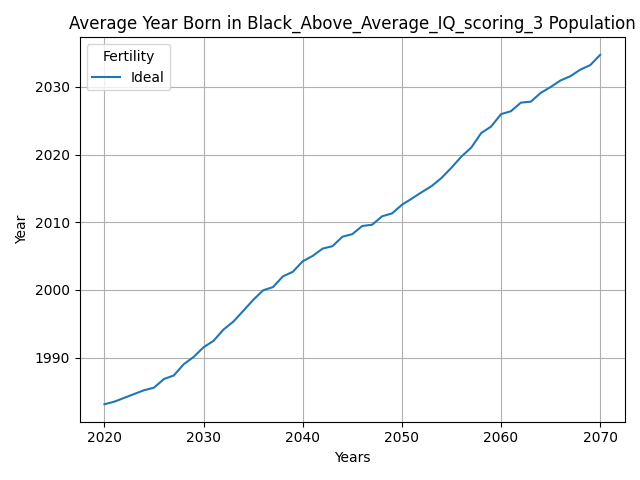 Average Year Born in Black_Above_Average_IQ_scoring_3 Population
Fertility
Ideal
Year
2030
2020
2010
2000
1990
2020 2030 2040 2050 2060 2070
Years